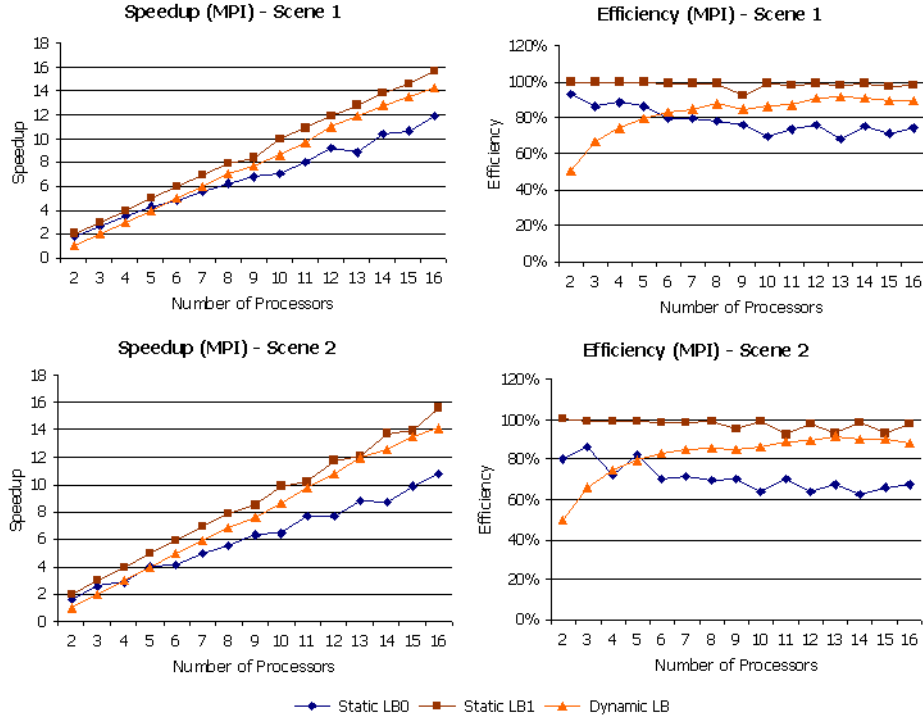 Speedup (MPI) - Scene 1
18
16
14
12
10
8
6
4
2
0
Speedup
2 3 4 5 6 7 8 9 10 11 12 13 14 15 16
Number of Processors
Efficiency (MPI) - Scene 1
120%
100%
80%
60%
40%
20%
0%
Efficiency
2 3 4 5 6 7 8 9 10 11 12 13 14 15 16
Number of Processors
Speedup (MPI) - Scene 2
18
16
14
12
10
8
6
4
2
0
Speedup
2 3 4 5 6 7 8 9 10 11 12 13 14 15 16
Number of Processors
Efficiency (MPI) - Scene 2
120%
100%
80%
60%
40%
20%
0%
Efficiency
2 3 4 5 6 7 8 9 10 11 12 13 14 15 16
Number of Processors
Static LB0 Static LB1 Dynamic LB